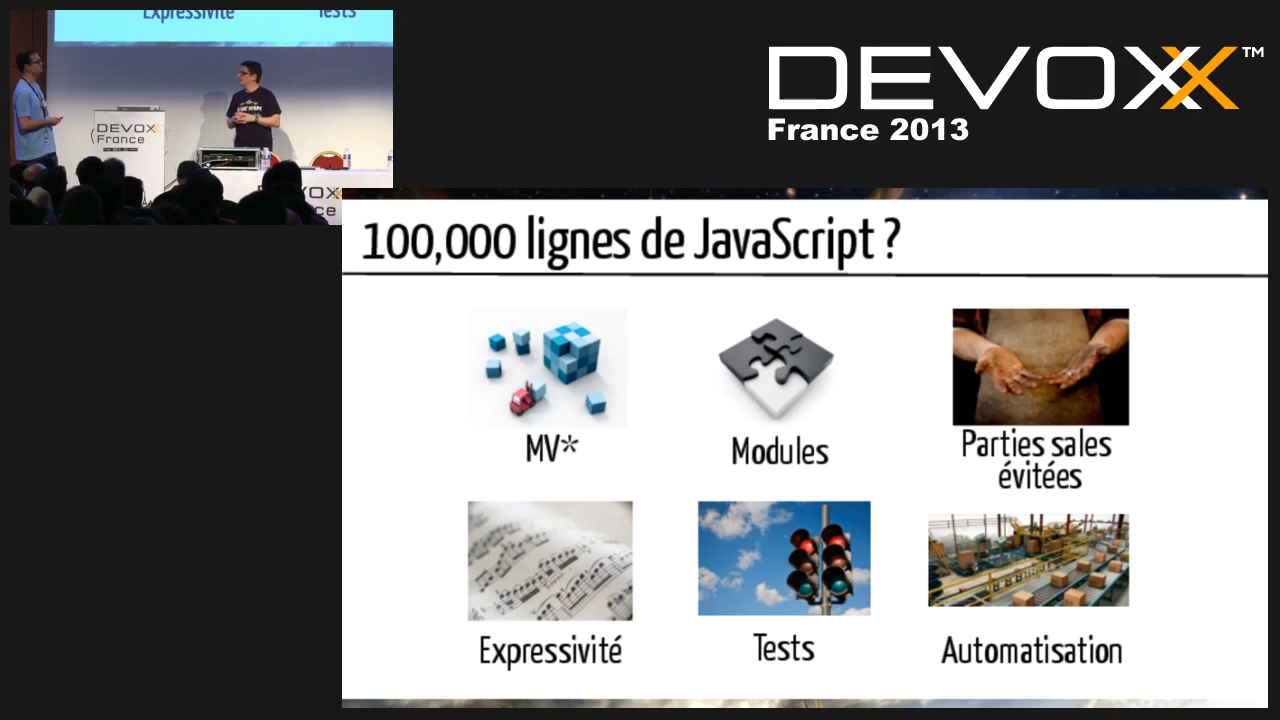 Expressivité
Tests
DEVOXX
France
DEVOXX™
France 2013
100,000 lignes de JavaScript ?
MV*
Modules
Parties sales
évitées
Expressivité
Tests
Automatisation